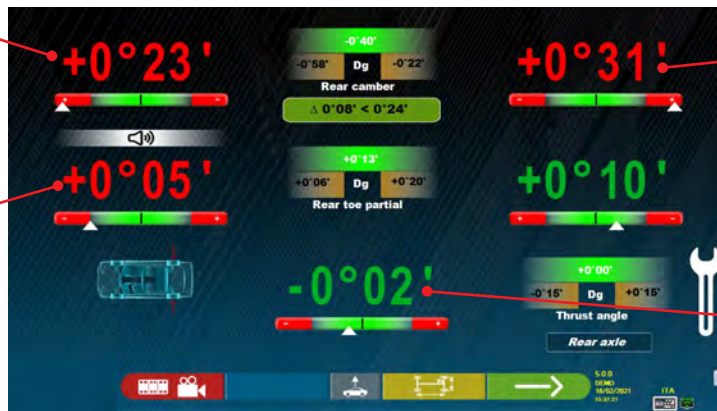 +0°23'
-0°40'
-0°58' Dg -0°22'
Rear camber
Δ 0°08' < 0°24'
+0°31'
+0°05'
+0°13'
+0°06' Dg +0°20'
Rear toe partial
+0°10'
-0°02'
+0°00'
-0°15' Dg +0°15'
Thrust angle
Rear axle
5.0.0
DEMO
18/02/2021
ITA